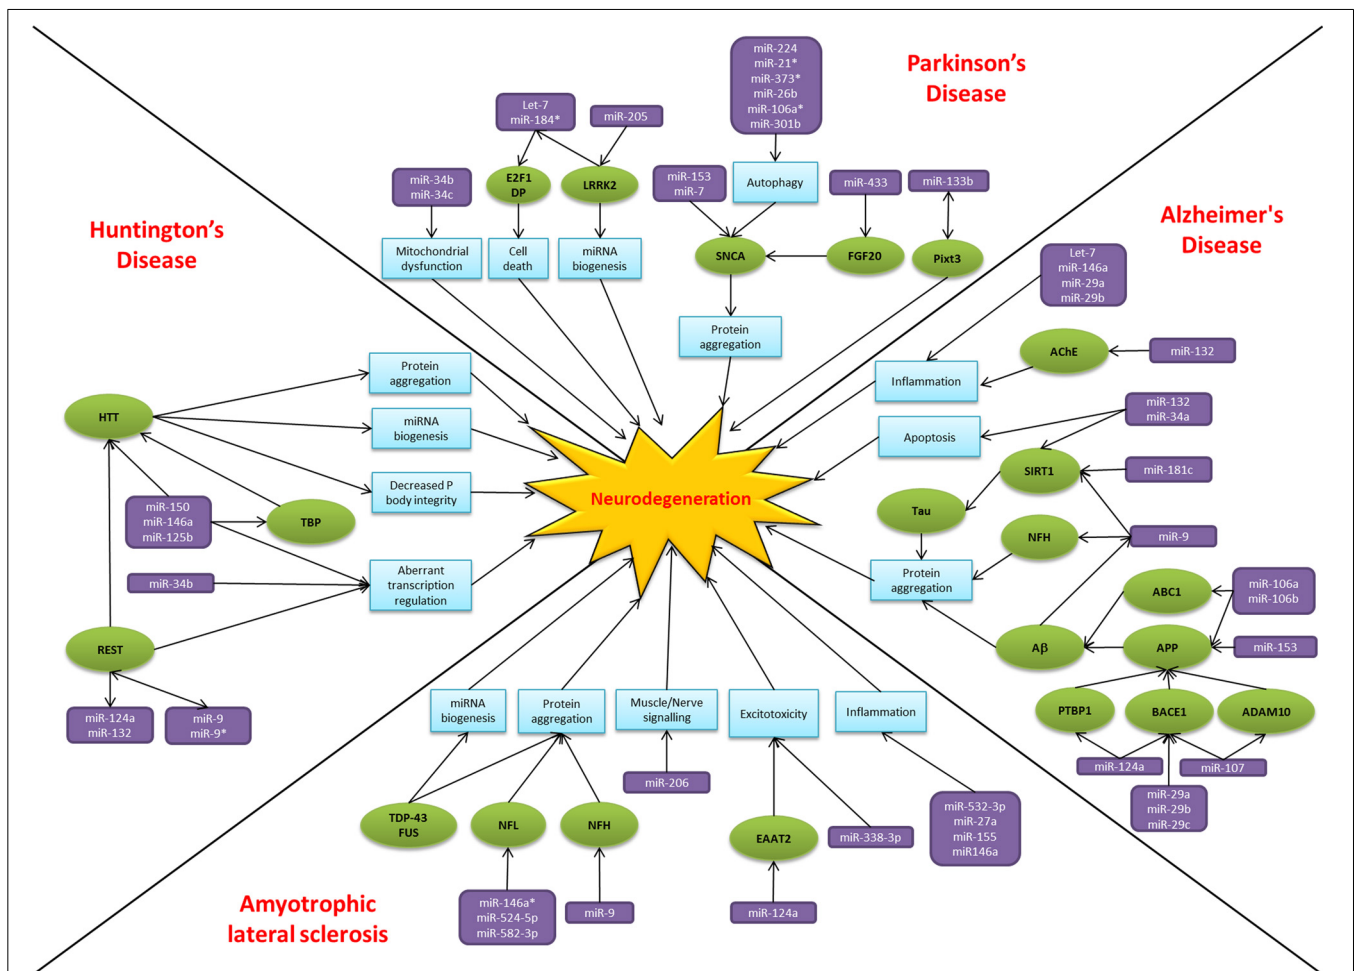 Parkinson's
Disease
miR-224
miR-21*
miR-373*
miR-26b
miR-106a*
miR-301b
Let-7
miR-184*
miR-205
miR-34b
miR-34c
E2F1
DP
LRRK2
miR-153
miR-7
Autophagy
miR-433
miR-133b
Mitochondrial
dysfunction
Cell
death
miRNA
biogenesis
SNCA
FGF20
Pixt3
Protein
aggregation
Alzheimer's
Disease
Let-7
miR-146a
miR-29a
miR-29b
AChE
miR-132
Inflammation
miR-132
miR-34a
Apoptosis
SIRT1
miR-181c
Tau
NFH
miR-9
Protein
aggregation
ABC1
miR-106a
miR-106b
Aβ
APP
miR-153
PTBP1
BACE1
ADAM10
miR-124a
miR-107
miR-29a
miR-29b
miR-29c
Huntington's
Disease
Protein
aggregation
HTT
miRNA
biogenesis
Decreased P
body integrity
miR-150
miR-146a
miR-125b
TBP
miR-34b
Aberrant
transcription
regulation
REST
miR-124a
miR-132
miR-9
miR-9*
Neurodegeneration
miRNA
biogenesis
Protein
aggregation
Muscle/Nerve
signalling
Excitotoxicity
Inflammation
miR-206
TDP-43
FUS
NFL
NFH
EAAT2
miR-338-3p
miR-532-3p
miR-27a
miR-155
miR146a
miR-146a*
miR-524-5p
miR-582-3p
miR-9
miR-124a
Amyotrophic
lateral sclerosis